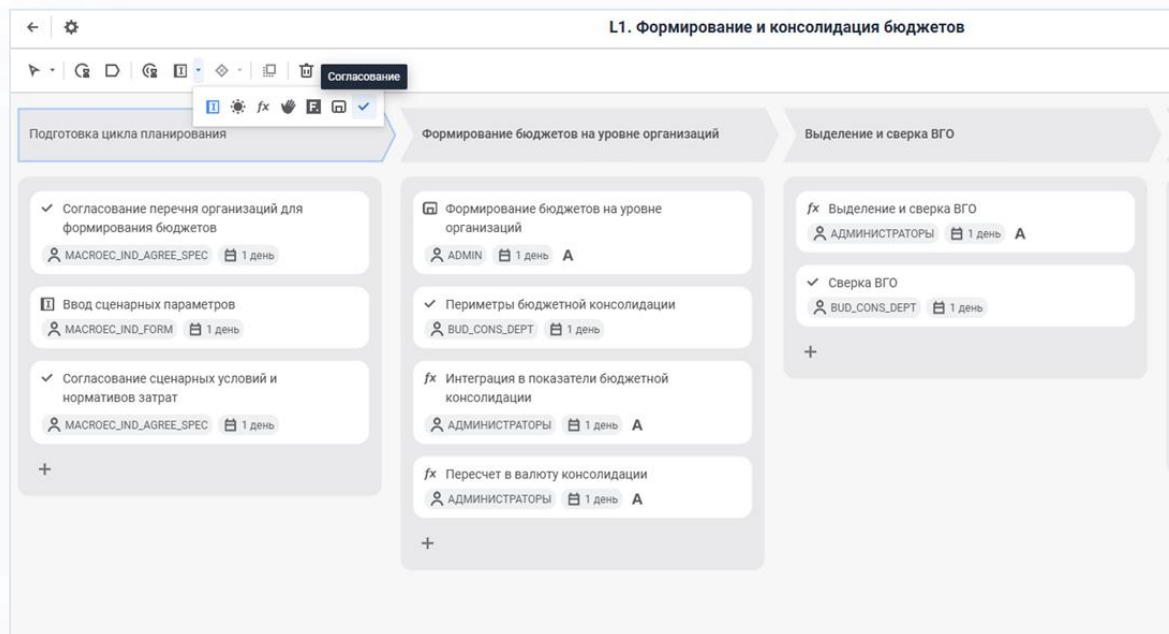 L1. Формирование и консолидация бюджетов
Согласование
fx
Подготовка цикла планирования
Формирование бюджетов на уровне организаций
Выделение и сверка ВГО
Согласование перечня организаций для
формирования бюджетов
MACROEC_IND_AGREE_SPEC 1 день
Ввод сценарных параметров
MACROEC_IND_FORM 1 день
Согласование сценарных условий и
нормативов затрат
MACROEC_IND_AGREE_SPEC 1 день
+
Формирование бюджетов на уровне
организаций
ADMIN 1 день A
Периметры бюджетной консолидации
BUD_CONS_DEPT 1 день
fx Интеграция в показатели бюджетной
консолидации
АДМИНИСТРАТОРЫ 1 день A
fx Пересчет в валюту консолидации
АДМИНИСТРАТОРЫ 1 день A
+
fx Выделение и сверка ВГО
АДМИНИСТРАТОРЫ 1 день A
Сверка ВГО
BUD_CONS_DEPT 1 день
+